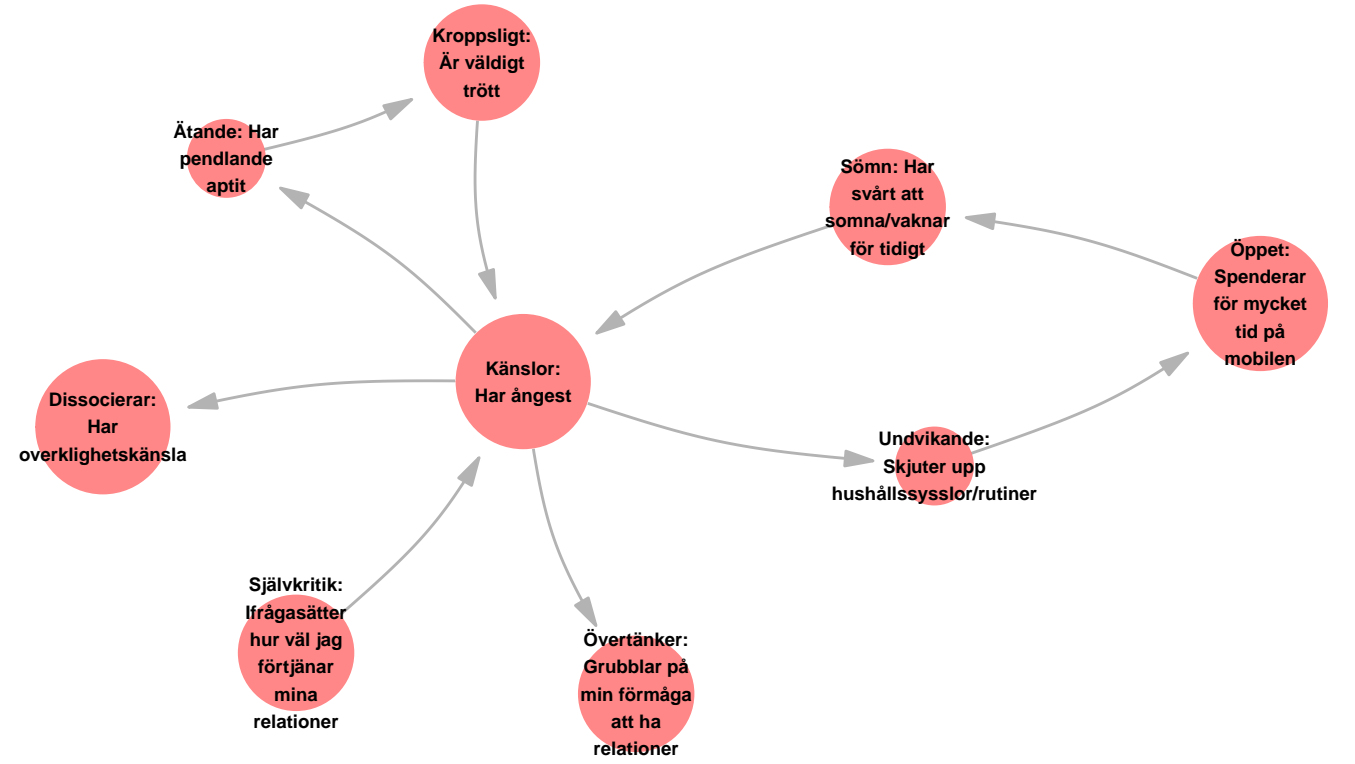 Kroppsligt:
Är väldigt
trött
Ätande: Har
pendlande
aptit
Sömn: Har
svårt att
somna/vaknar
för tidigt
Öppet:
Spenderar
för mycket
tid på
mobilen
Känslor:
Har ångest
Dissocierar:
Har
overklighetskänsla
Undvikande:
Skjuter upp
hushållssysslor/rutiner
Självkritik:
Ifrågasätter
hur väl jag
förtjänar
mina
relationer
Övertänker:
Grubblar på
min förmåga
att ha
relationer